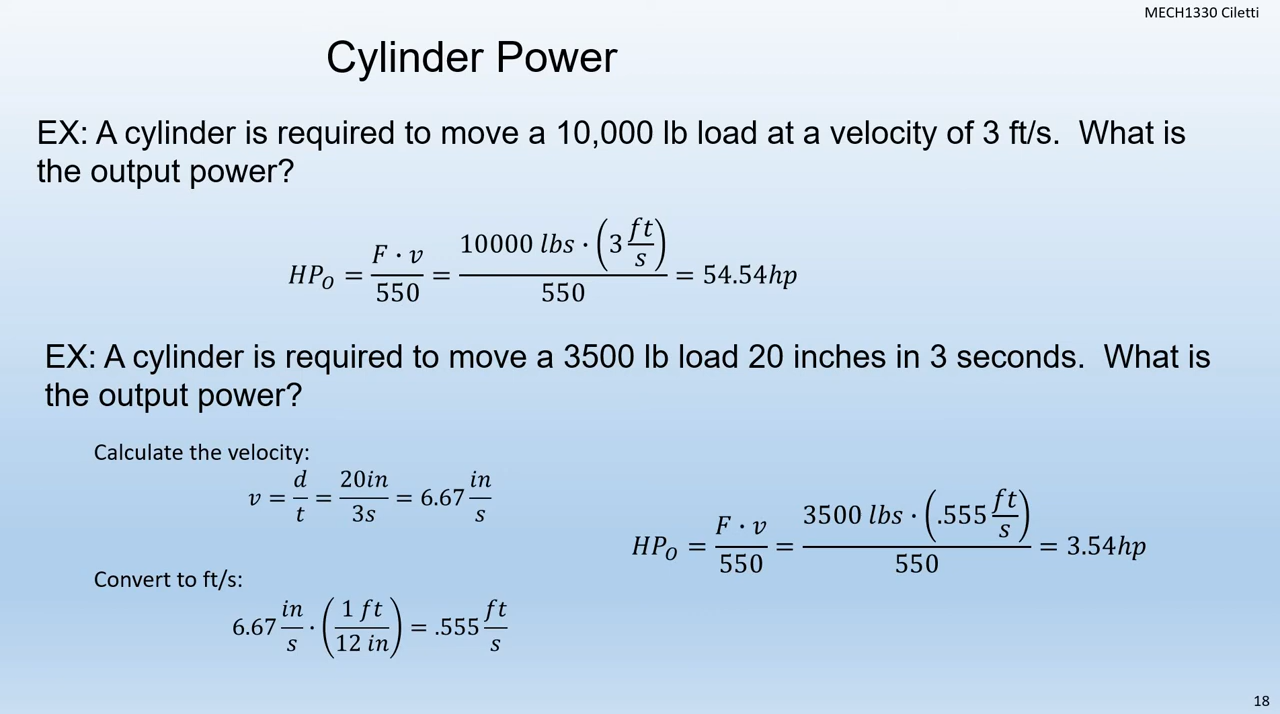 MECH1330 Ciletti
Cylinder Power
EX: A cylinder is required to move a 10,000 lb load at a velocity of 3 ft/s. What is
the output power?
HP_O = F · v / 550 = 10000 lbs · (3 ft/s) / 550 = 54.54hp
EX: A cylinder is required to move a 3500 lb load 20 inches in 3 seconds. What is
the output power?
Calculate the velocity:
v = d/t = 20in/3s = 6.67 in/s
Convert to ft/s:
6.67 in/s · (1 ft/12 in) = .555 ft/s
HP_O = F · v / 550 = 3500 lbs · (.555 ft/s) / 550 = 3.54hp
18